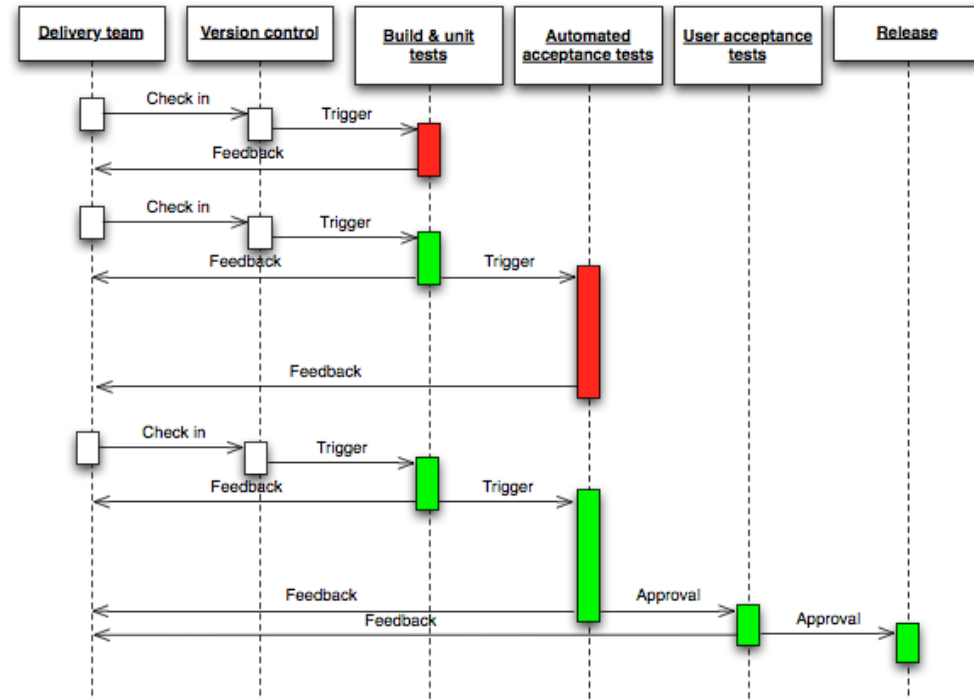 Delivery team
Version control
Build & unit
tests
Automated
acceptance tests
User acceptance
tests
Release
Check in
Trigger
Feedback
Check in
Trigger
Feedback
Trigger
Feedback
Check in
Trigger
Feedback
Trigger
Feedback
Approval
Feedback
Approval